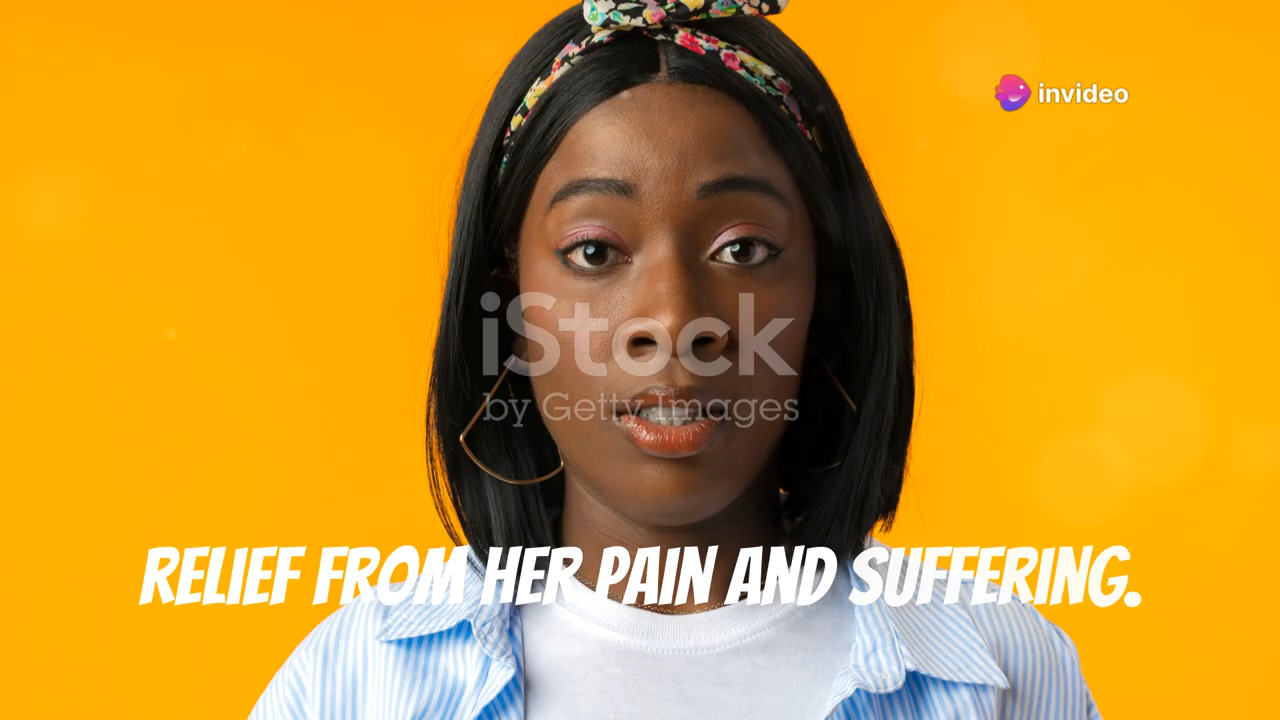 invideo
iStock
by Getty Images
RELIEF FROM HER PAIN AND SUFFERING.